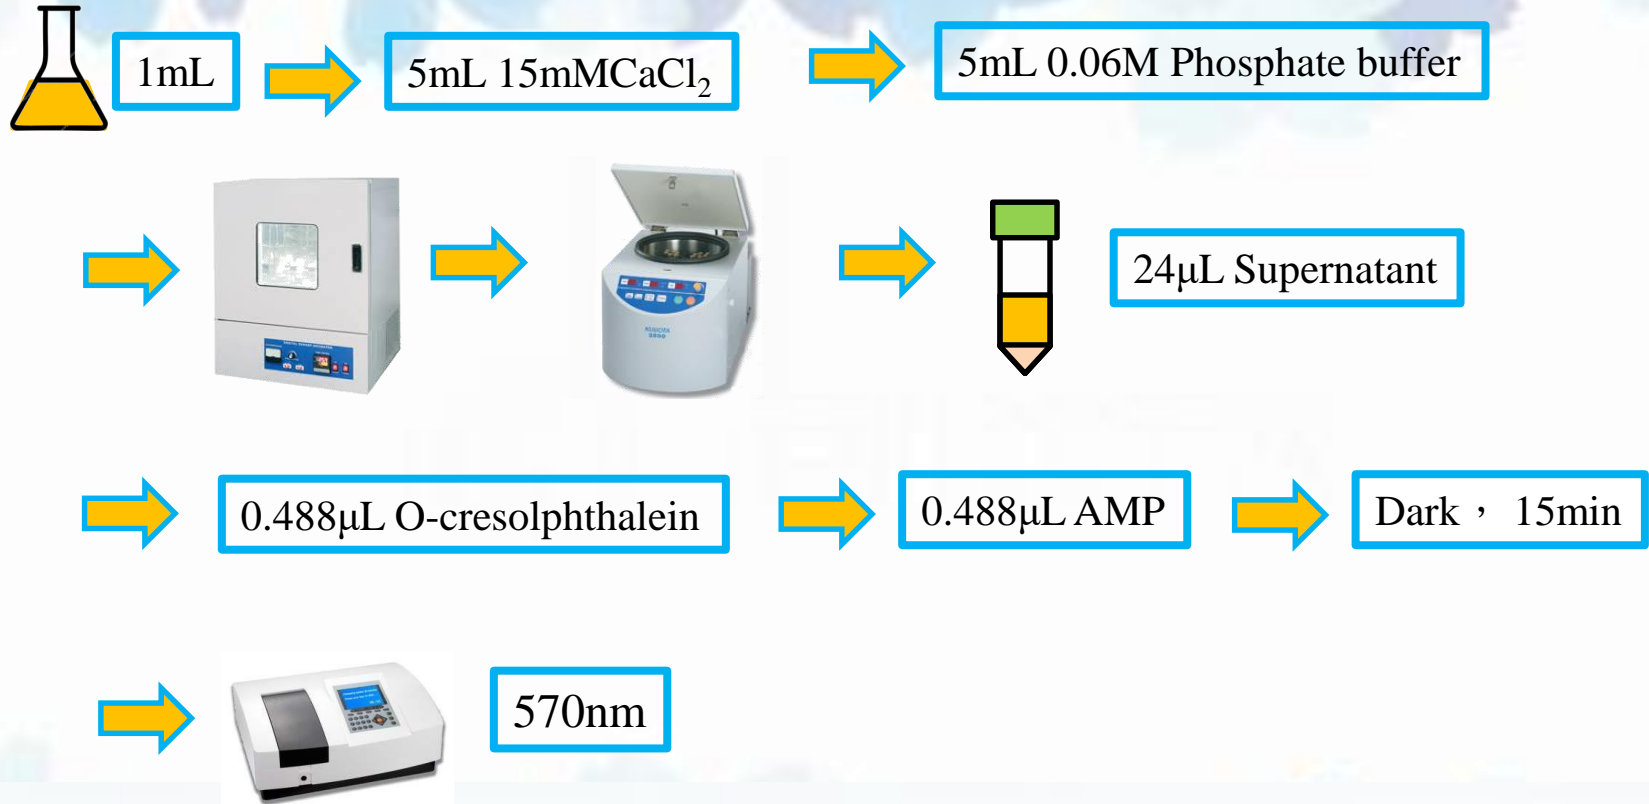 1mL
5mL 15mMCaCl₂
5mL 0.06M Phosphate buffer
24μL Supernatant
0.488μL O-cresolphthalein
0.488μL AMP
Dark， 15min
570nm